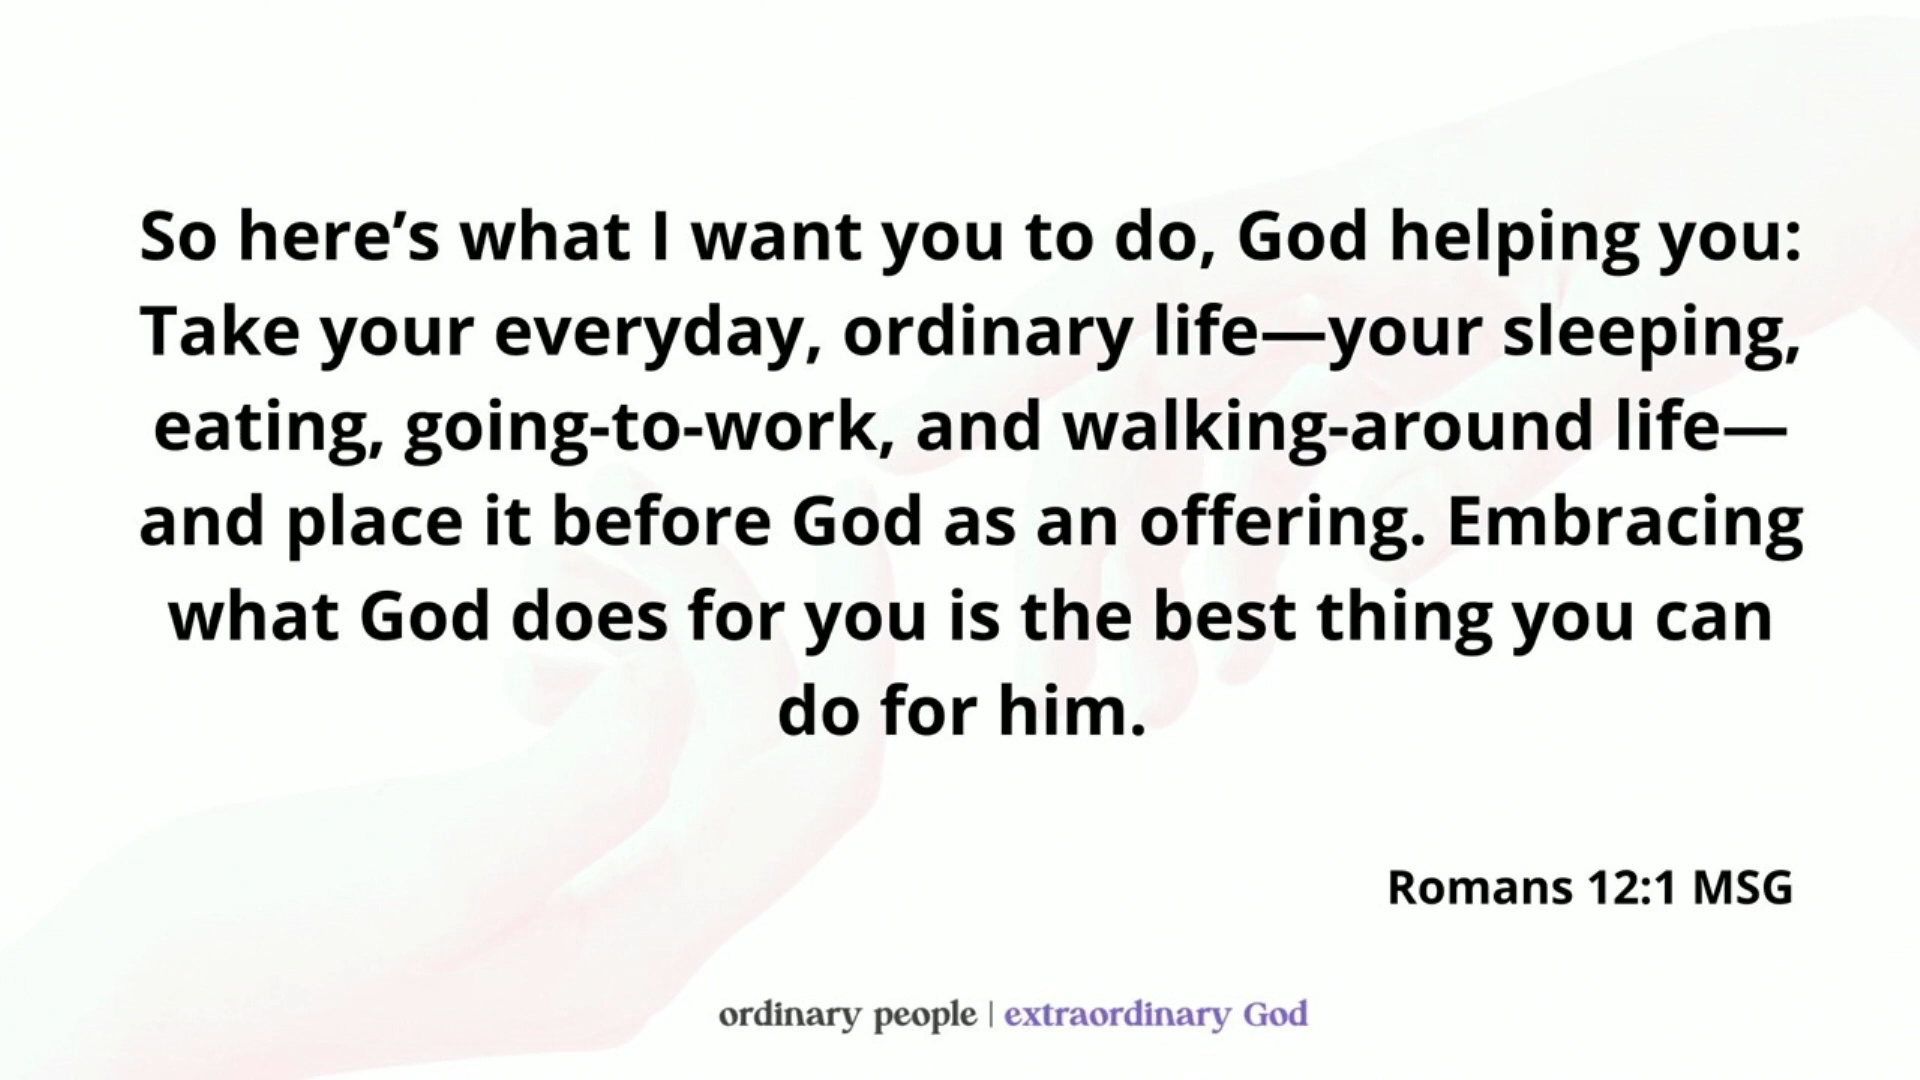 So here’s what I want you to do, God helping you:
Take your everyday, ordinary life—your sleeping,
eating, going-to-work, and walking-around life—
and place it before God as an offering. Embracing
what God does for you is the best thing you can
do for him.
Romans 12:1 MSG
ordinary people | extraordinary God